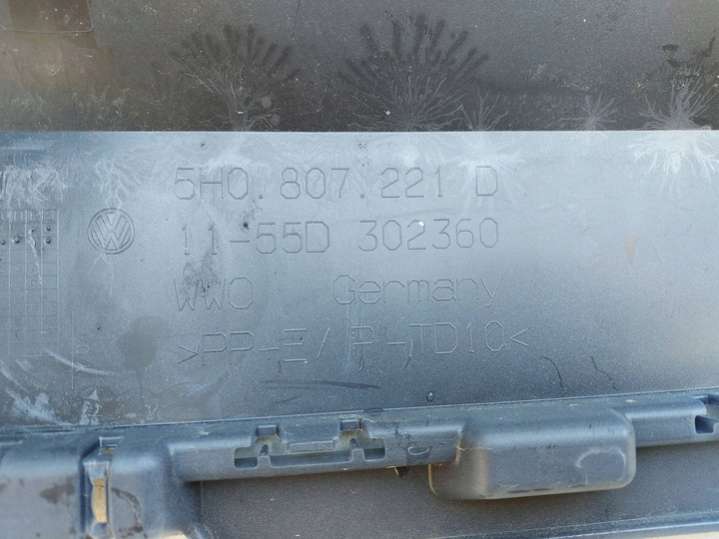 5H0.807.221 D
11-55D 302360
WWO Germany
>PP-E/P-TD10<